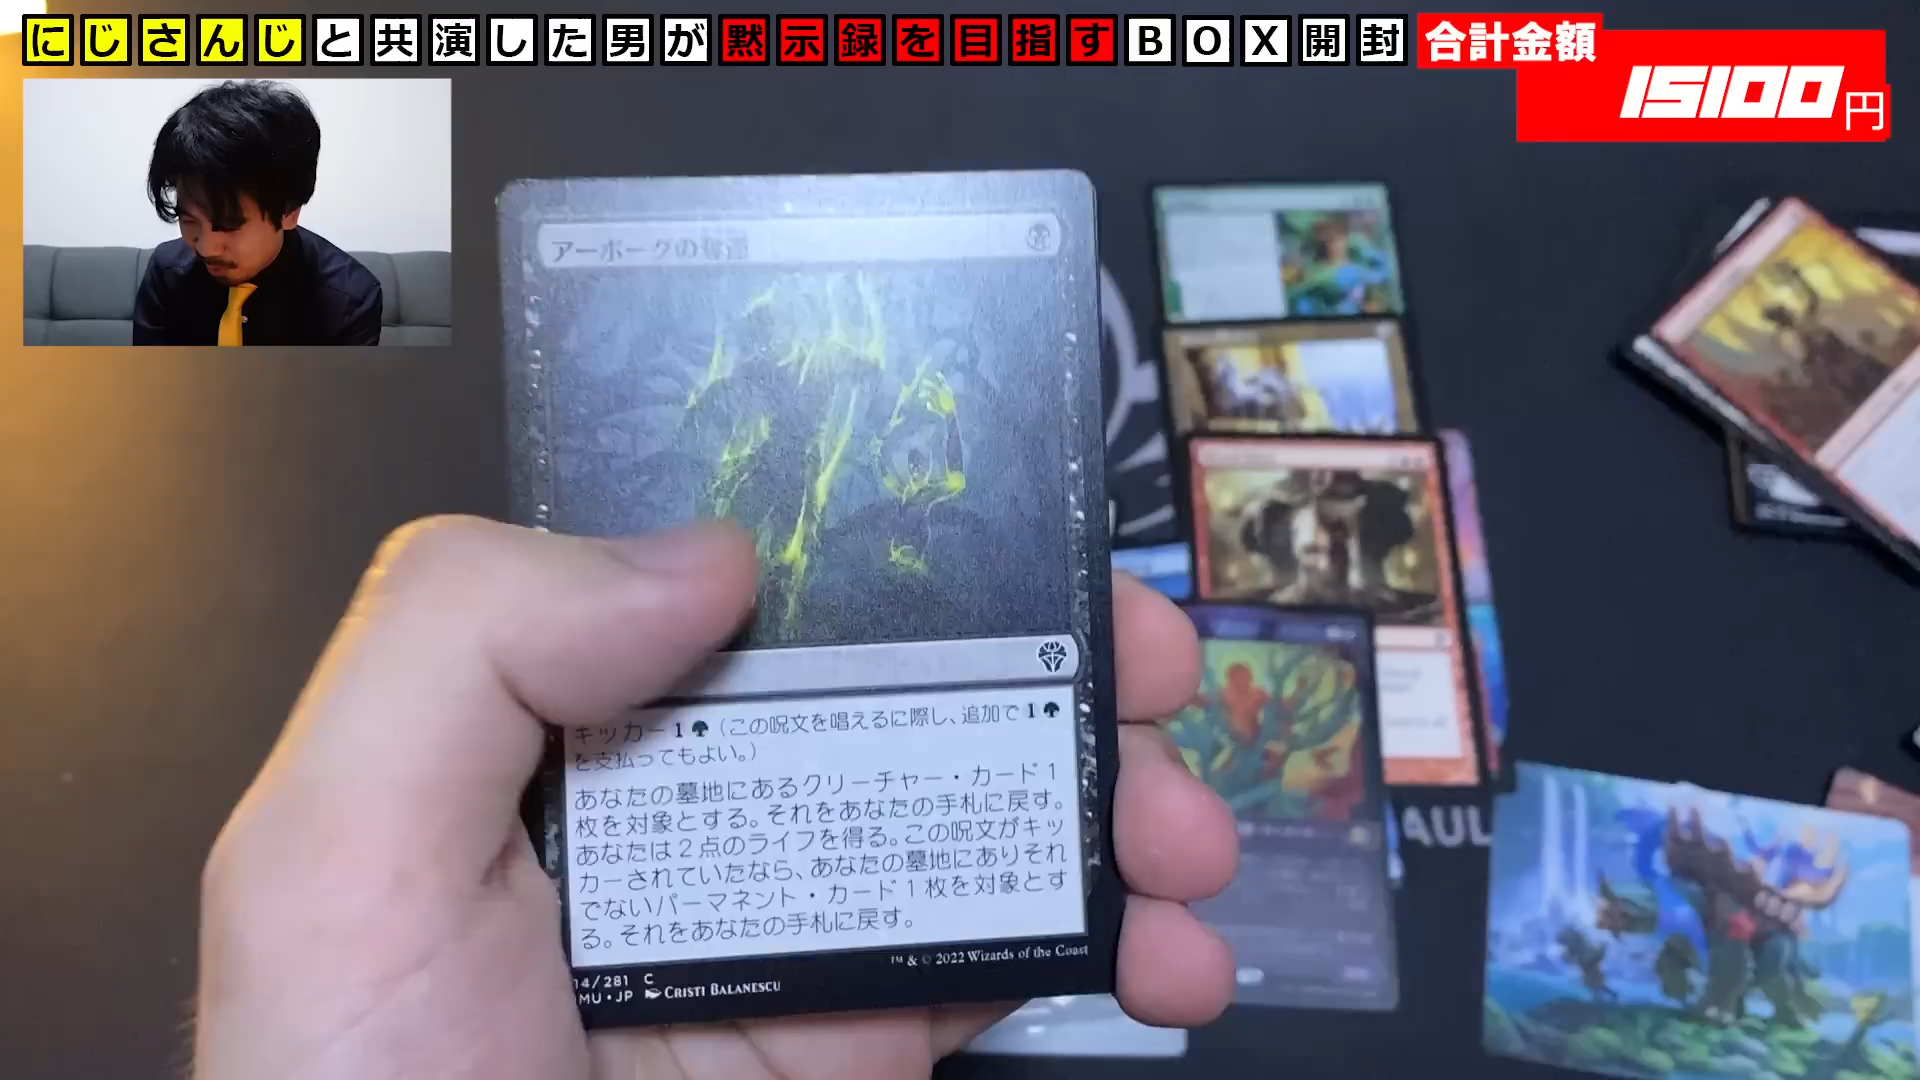 にじさんじと共演した男が黙示録を目指すBOX開封
合計金額
15100円
アーボーグの
キッカー1(この呪文を唱えるに際し、追加で1
を支払ってもよい。)
あなたの墓地にあるクリーチャー・カード1
枚を対象とする。それをあなたの手札に戻す。
あなたは2点のライフを得る。この呪文がキッ
カーされていたなら、あなたの墓地にありそれ
でないパーマネント・カード1枚を対象とす
る。それをあなたの手札に戻す。
™ & © 2022 Wizards of the Coast
14/281 C
MU・JP CRISTI BALANESCU
AUL